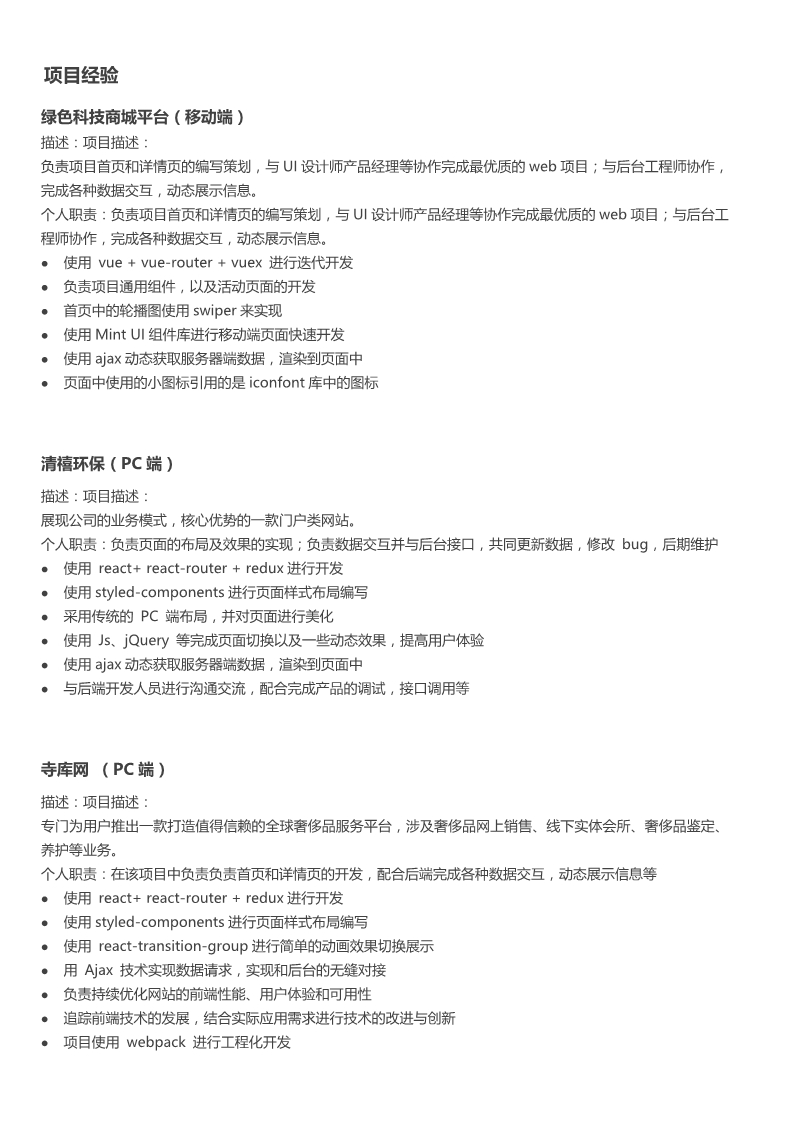 项目经验
绿色科技商城平台（移动端）
描述：项目描述：
负责项目首页和详情页的编写策划，与 UI 设计师产品经理等协作完成最优质的 web 项目；与后台工程师协作，
完成各种数据交互，动态展示信息。
个人职责：负责项目首页和详情页的编写策划，与 UI 设计师产品经理等协作完成最优质的 web 项目；与后台工
程师协作，完成各种数据交互，动态展示信息。
● 使用 vue + vue-router + vuex 进行迭代开发
● 负责项目通用组件，以及活动页面的开发
● 首页中的轮播图使用 swiper 来实现
● 使用 Mint UI 组件库进行移动端页面快速开发
● 使用 ajax 动态获取服务器端数据，渲染到页面中
● 页面中使用的小图标引用的是 iconfont 库中的图标
清禧环保（PC 端）
描述：项目描述：
展现公司的业务模式，核心优势的一款门户类网站。
个人职责：负责页面的布局及效果的实现；负责数据交互并与后台接口，共同更新数据，修改 bug，后期维护
● 使用 react+ react-router + redux 进行开发
● 使用 styled-components 进行页面样式布局编写
● 采用传统的 PC 端布局，并对页面进行美化
● 使用 Js、jQuery 等完成页面切换以及一些动态效果，提高用户体验
● 使用 ajax 动态获取服务器端数据，渲染到页面中
● 与后端开发人员进行沟通交流，配合完成产品的调试，接口调用等
寺库网 （PC 端）
描述：项目描述：
专门为用户推出一款打造值得信赖的全球奢侈品服务平台，涉及奢侈品网上销售、线下实体会所、奢侈品鉴定、
养护等业务。
个人职责：在该项目中负责负责首页和详情页的开发，配合后端完成各种数据交互，动态展示信息等
● 使用 react+ react-router + redux 进行开发
● 使用 styled-components 进行页面样式布局编写
● 使用 react-transition-group 进行简单的动画效果切换展示
● 用 Ajax 技术实现数据请求，实现和后台的无缝对接
● 负责持续优化网站的前端性能、用户体验和可用性
● 追踪前端技术的发展，结合实际应用需求进行技术的改进与创新
● 项目使用 webpack 进行工程化开发